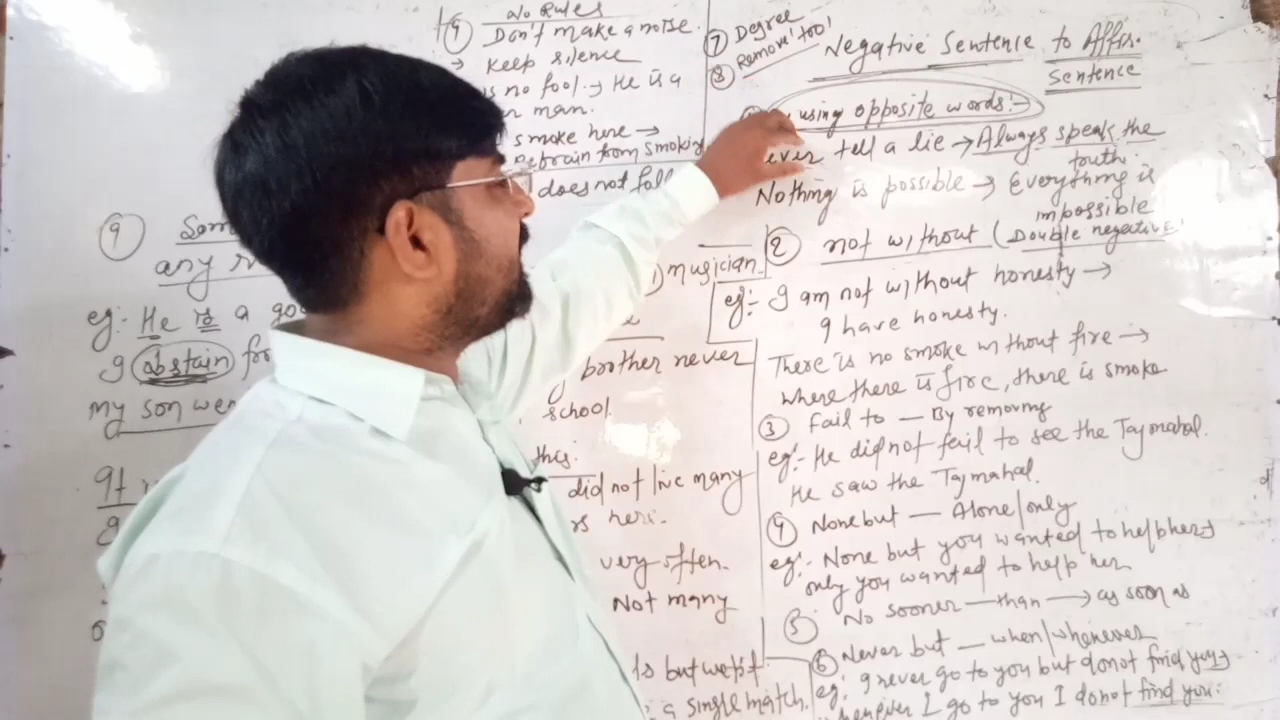 9 No Rules
Don't make a noise.
→ Keep silence
is no fool. → He is a
man.
smoke here →
Refrain from smoking
does not
9
any
eg:- He is a
I abstain
my son
musician.
brother never
school.
this.
did not live many
here.
very often.
Not many
but wept
a single match.
7 Degree
8 Remove 'too'
Negative Sentence to Affir.
Sentence
using opposite words:→
ever tell a lie → Always speak the
truth
Nothing is possible → Everything is
impossible
2 not without (Double negative)
eg:- I am not without honesty →
I have honesty.
There is no smoke without fire →
where there is fire, there is smoke
3 Fail to — By removing
eg:- He did not fail to see the Tajmahal.
He saw the Tajmahal.
4 None but — Alone/only
eg:- None but you wanted to help her →
only you wanted to help her
5 No sooner — than → as soon as
6 Never but — when/whenever
eg: I never go to you but donot find you →
whenever I go to you I donot find you.